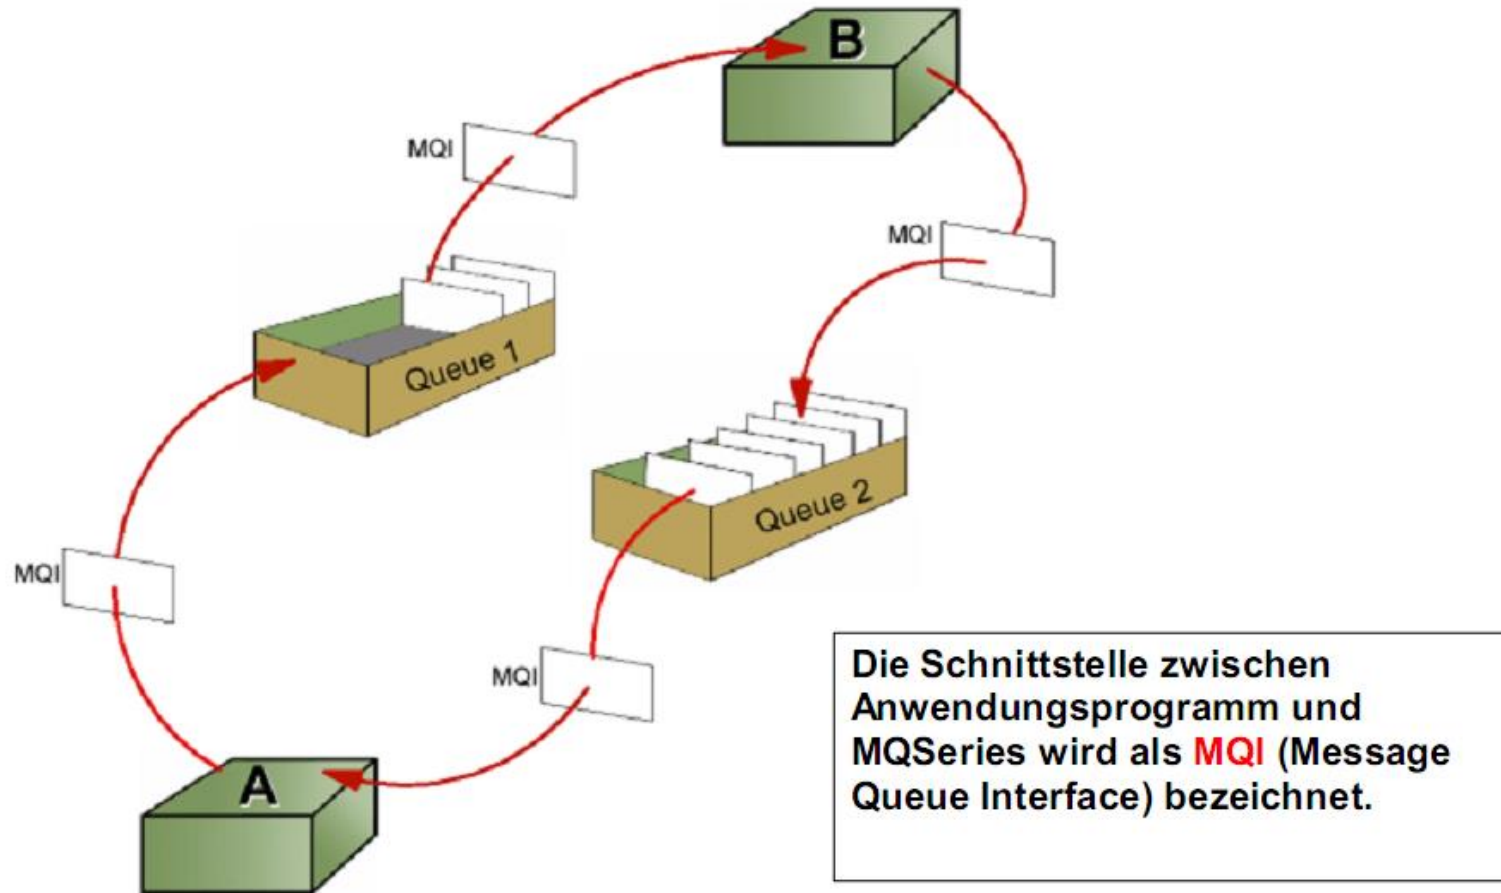 B
MQI
MQI
Queue 1
Queue 2
MQI
MQI
A
Die Schnittstelle zwischen
Anwendungsprogramm und
MQSeries wird als MQI (Message
Queue Interface) bezeichnet.